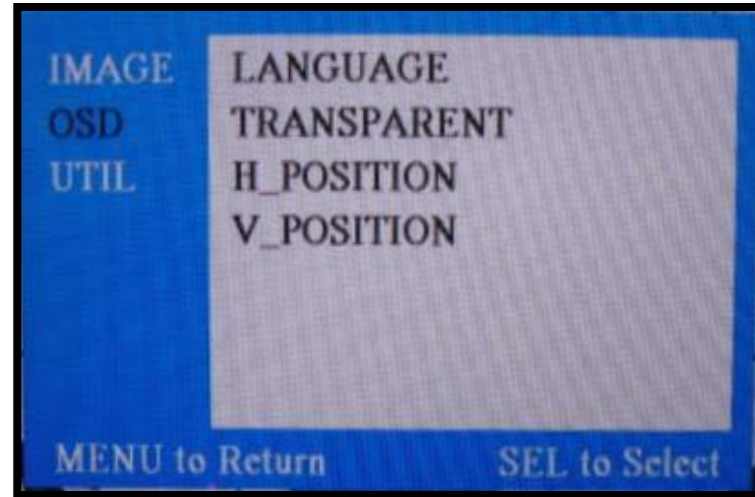 IMAGE LANGUAGE
OSD TRANSPARENT
UTIL H_POSITION
V_POSITION
MENU to Return SEL to Select